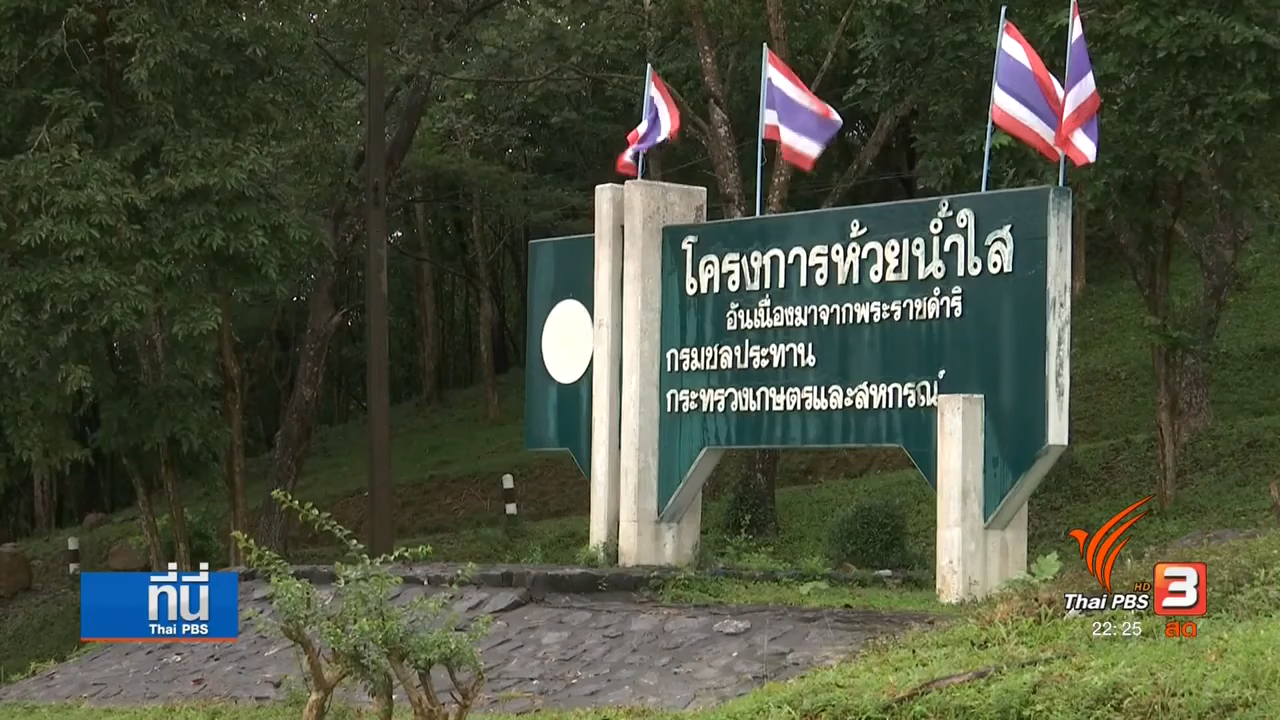 โครงการห้วยน้ำใส
อันเนื่องมาจากพระราชดำริ
กรมชลประทาน
กระทรวงเกษตรและสหกรณ์
ที่นี่
Thai PBS
HD
Thai PBS 3
22:25 สด